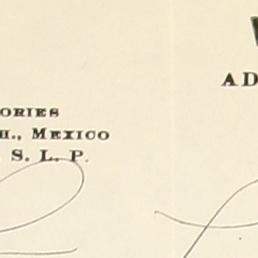 ORIES
H., MEXICO
S. L. P.
AD